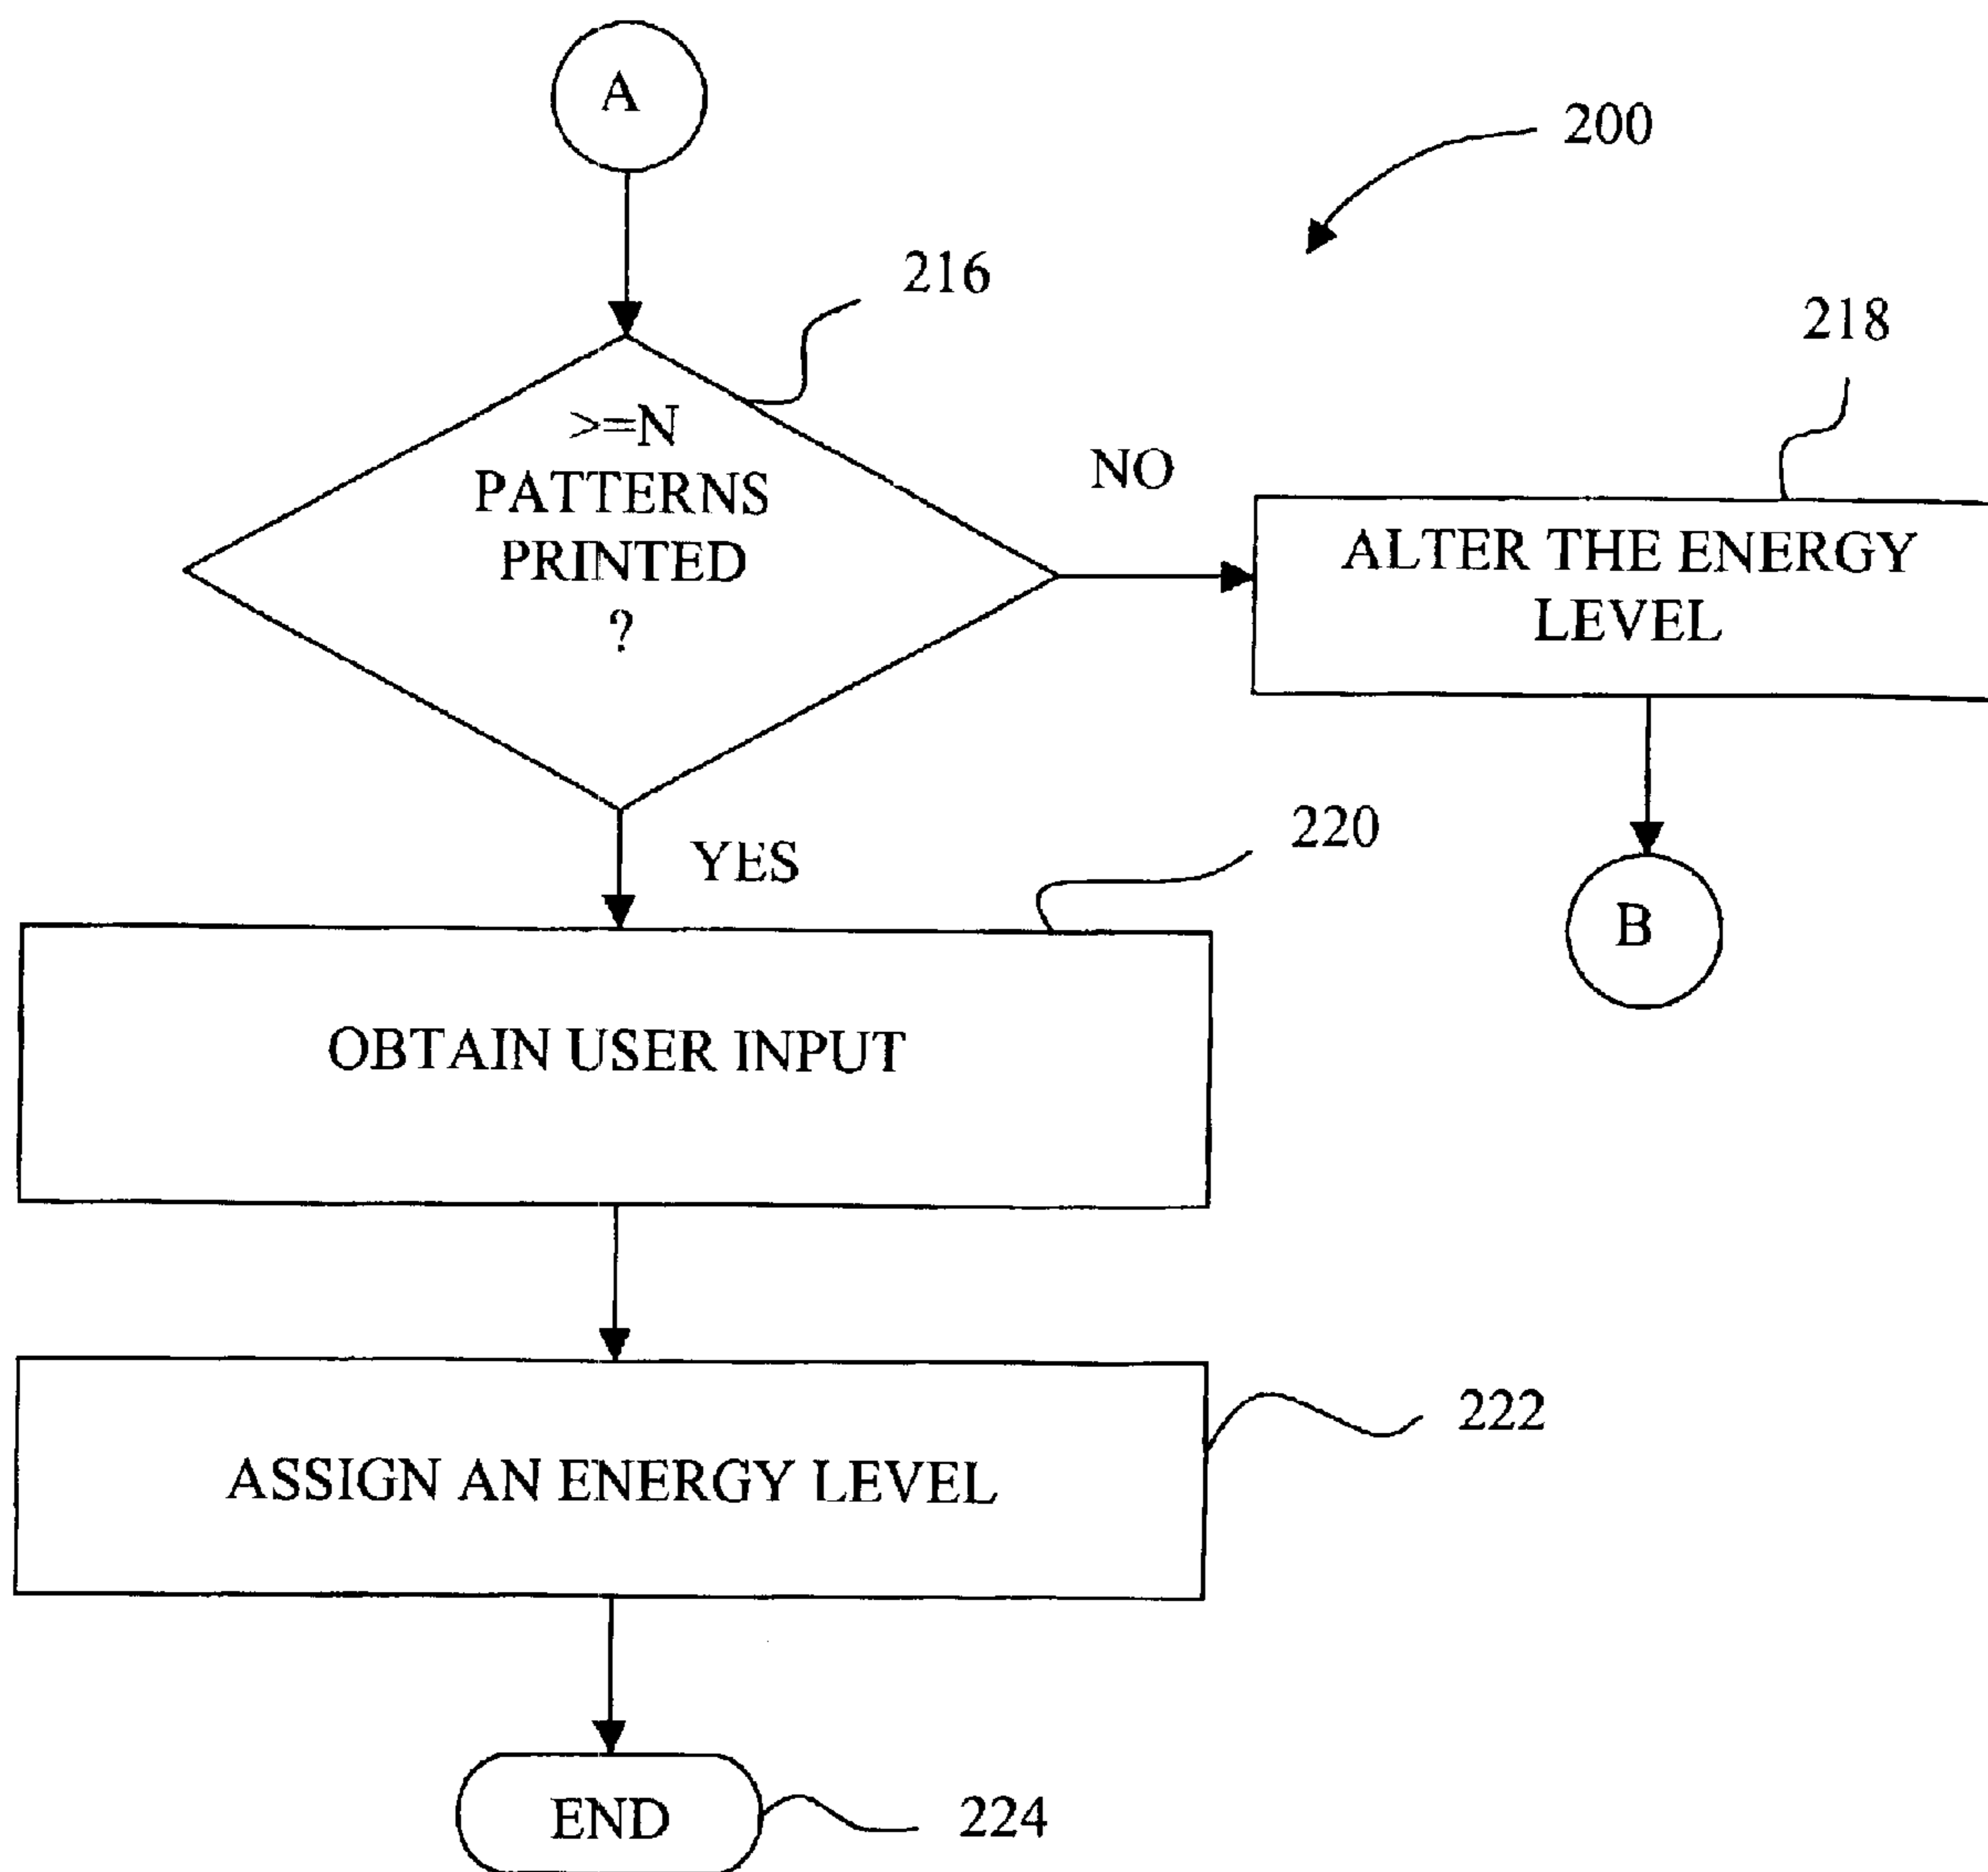 A
200
216
218
>=N
PATTERNS
PRINTED
?
NO
ALTER THE ENERGY
LEVEL
YES
220
B
OBTAIN USER INPUT
222
ASSIGN AN ENERGY LEVEL
END
224